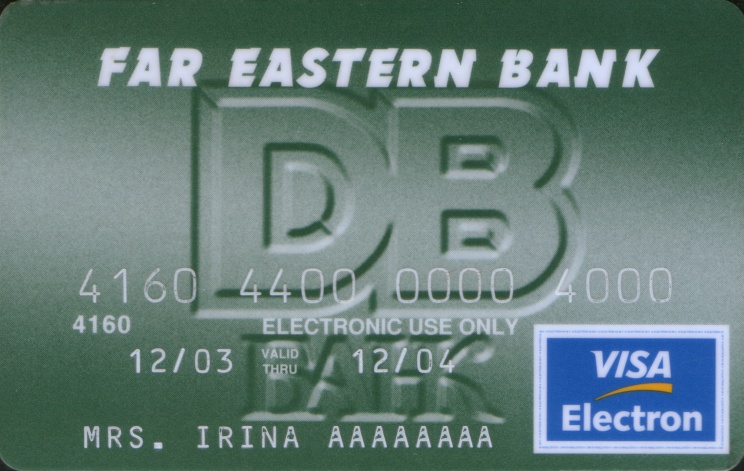 FAR EASTERN BANK
DB
4160 4400 0000 4000
4160 ELECTRONIC USE ONLY
12/03 VALID THRU 12/04
БАНК
VISA
Electron
MRS. IRINA AAAAAAAA